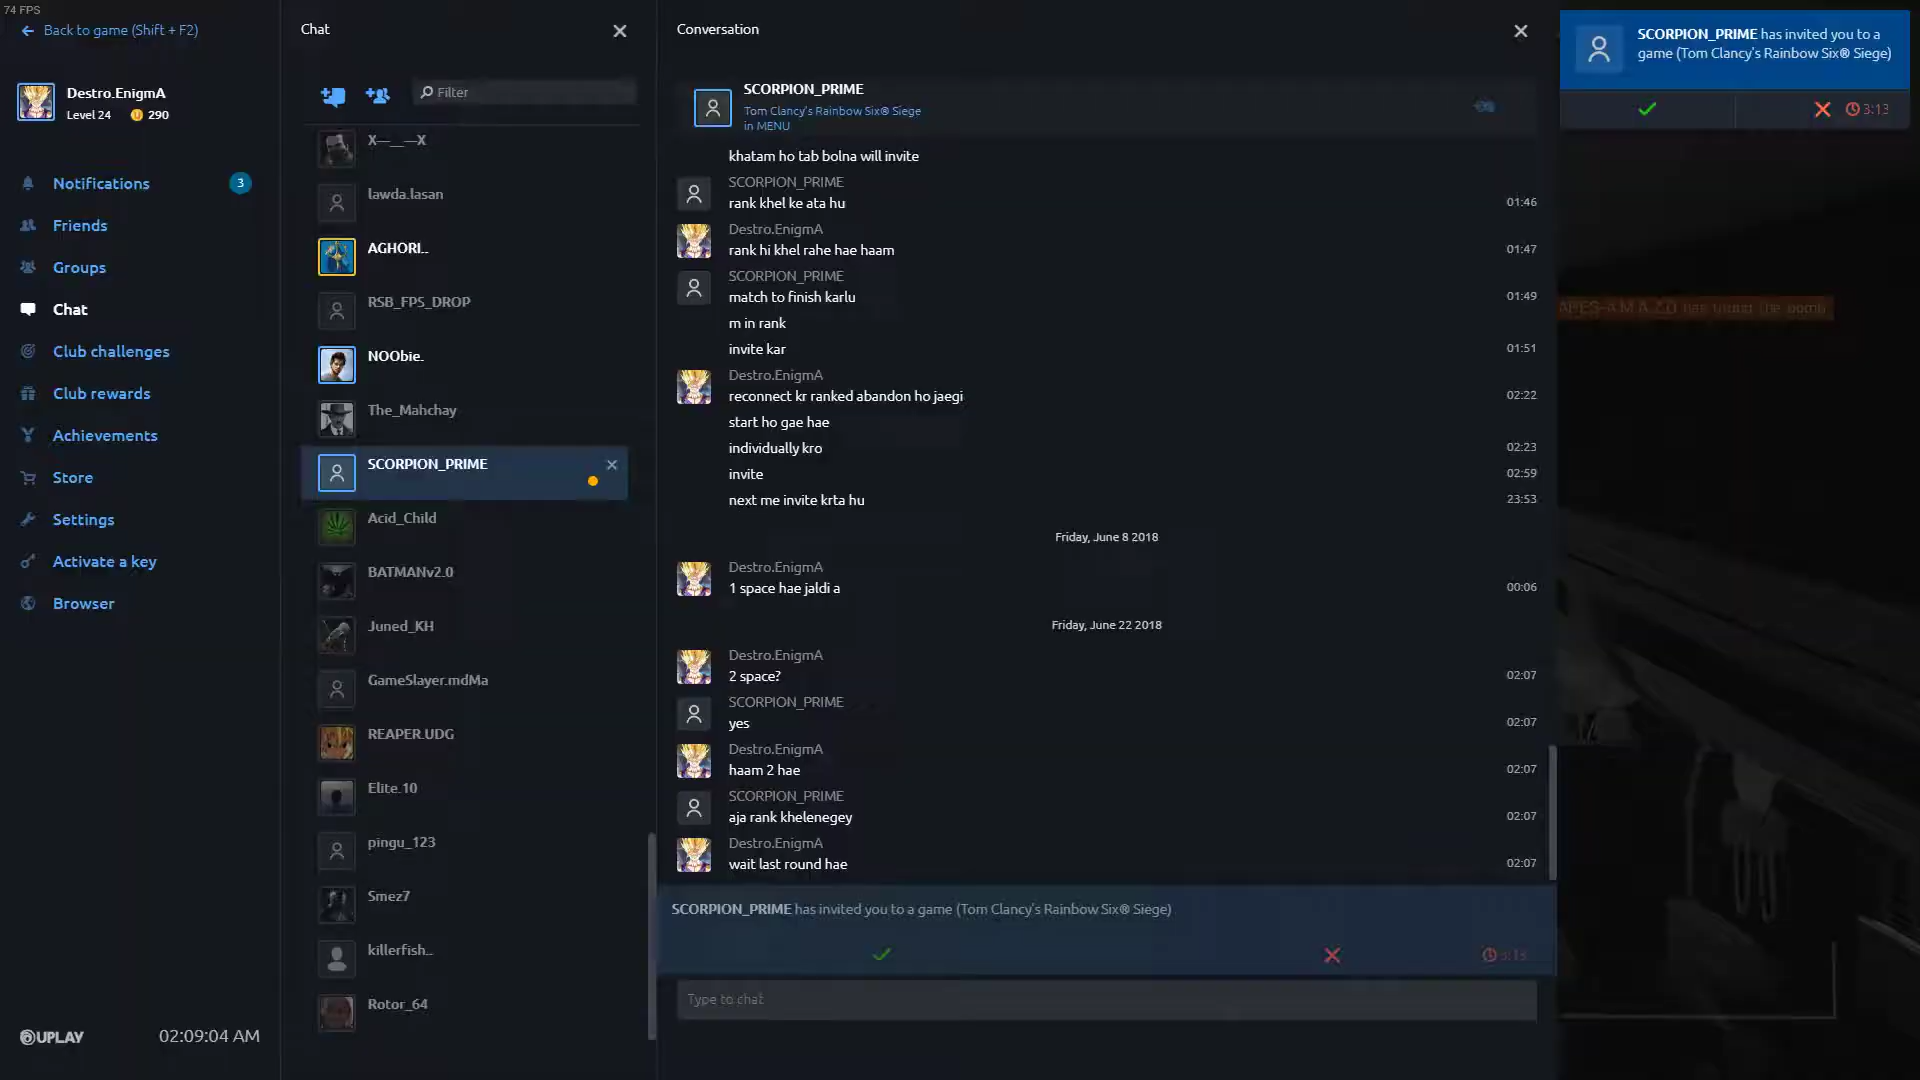 74 FPS
Back to game (Shift + F2)
Destro.EnigmA
Level 24
290
Notifications
3
Friends
Groups
Chat
Club challenges
Club rewards
Achievements
Store
Settings
Activate a key
Browser
UPLAY
02:09:04 AM
Chat
Filter
X—__—X
lawda.lasan
AGHORI..
RSB_FPS_DROP
NOObie.
The_Mahchay
SCORPION_PRIME
Acid_Child
BATMANv2.0
Juned_KH
GameSlayer.mdMa
REAPER.UDG
Elite.10
pingu_123
Smez7
killerfish..
Rotor_64
Conversation
SCORPION_PRIME
Tom Clancy's Rainbow Six® Siege
in MENU
khatam ho tab bolna will invite
SCORPION_PRIME
rank khel ke ata hu 01:46
Destro.EnigmA
rank hi khel rahe hae haam 01:47
SCORPION_PRIME
match to finish karlu 01:49
m in rank
invite kar 01:51
Destro.EnigmA
reconnect kr ranked abandon ho jaegi 02:22
start ho gae hae
individually kro 02:23
invite 02:59
next me invite krta hu 23:53
Friday, June 8 2018
Destro.EnigmA
1 space hae jaldi a 00:06
Friday, June 22 2018
Destro.EnigmA
2 space? 02:07
SCORPION_PRIME
yes 02:07
Destro.EnigmA
haam 2 hae 02:07
SCORPION_PRIME
aja rank khelenegey 02:07
Destro.EnigmA
wait last round hae 02:07
SCORPION_PRIME has invited you to a game (Tom Clancy's Rainbow Six® Siege)
3:13
Type to chat
SCORPION_PRIME has invited you to a
game (Tom Clancy's Rainbow Six® Siege)
3:13
has found the bomb